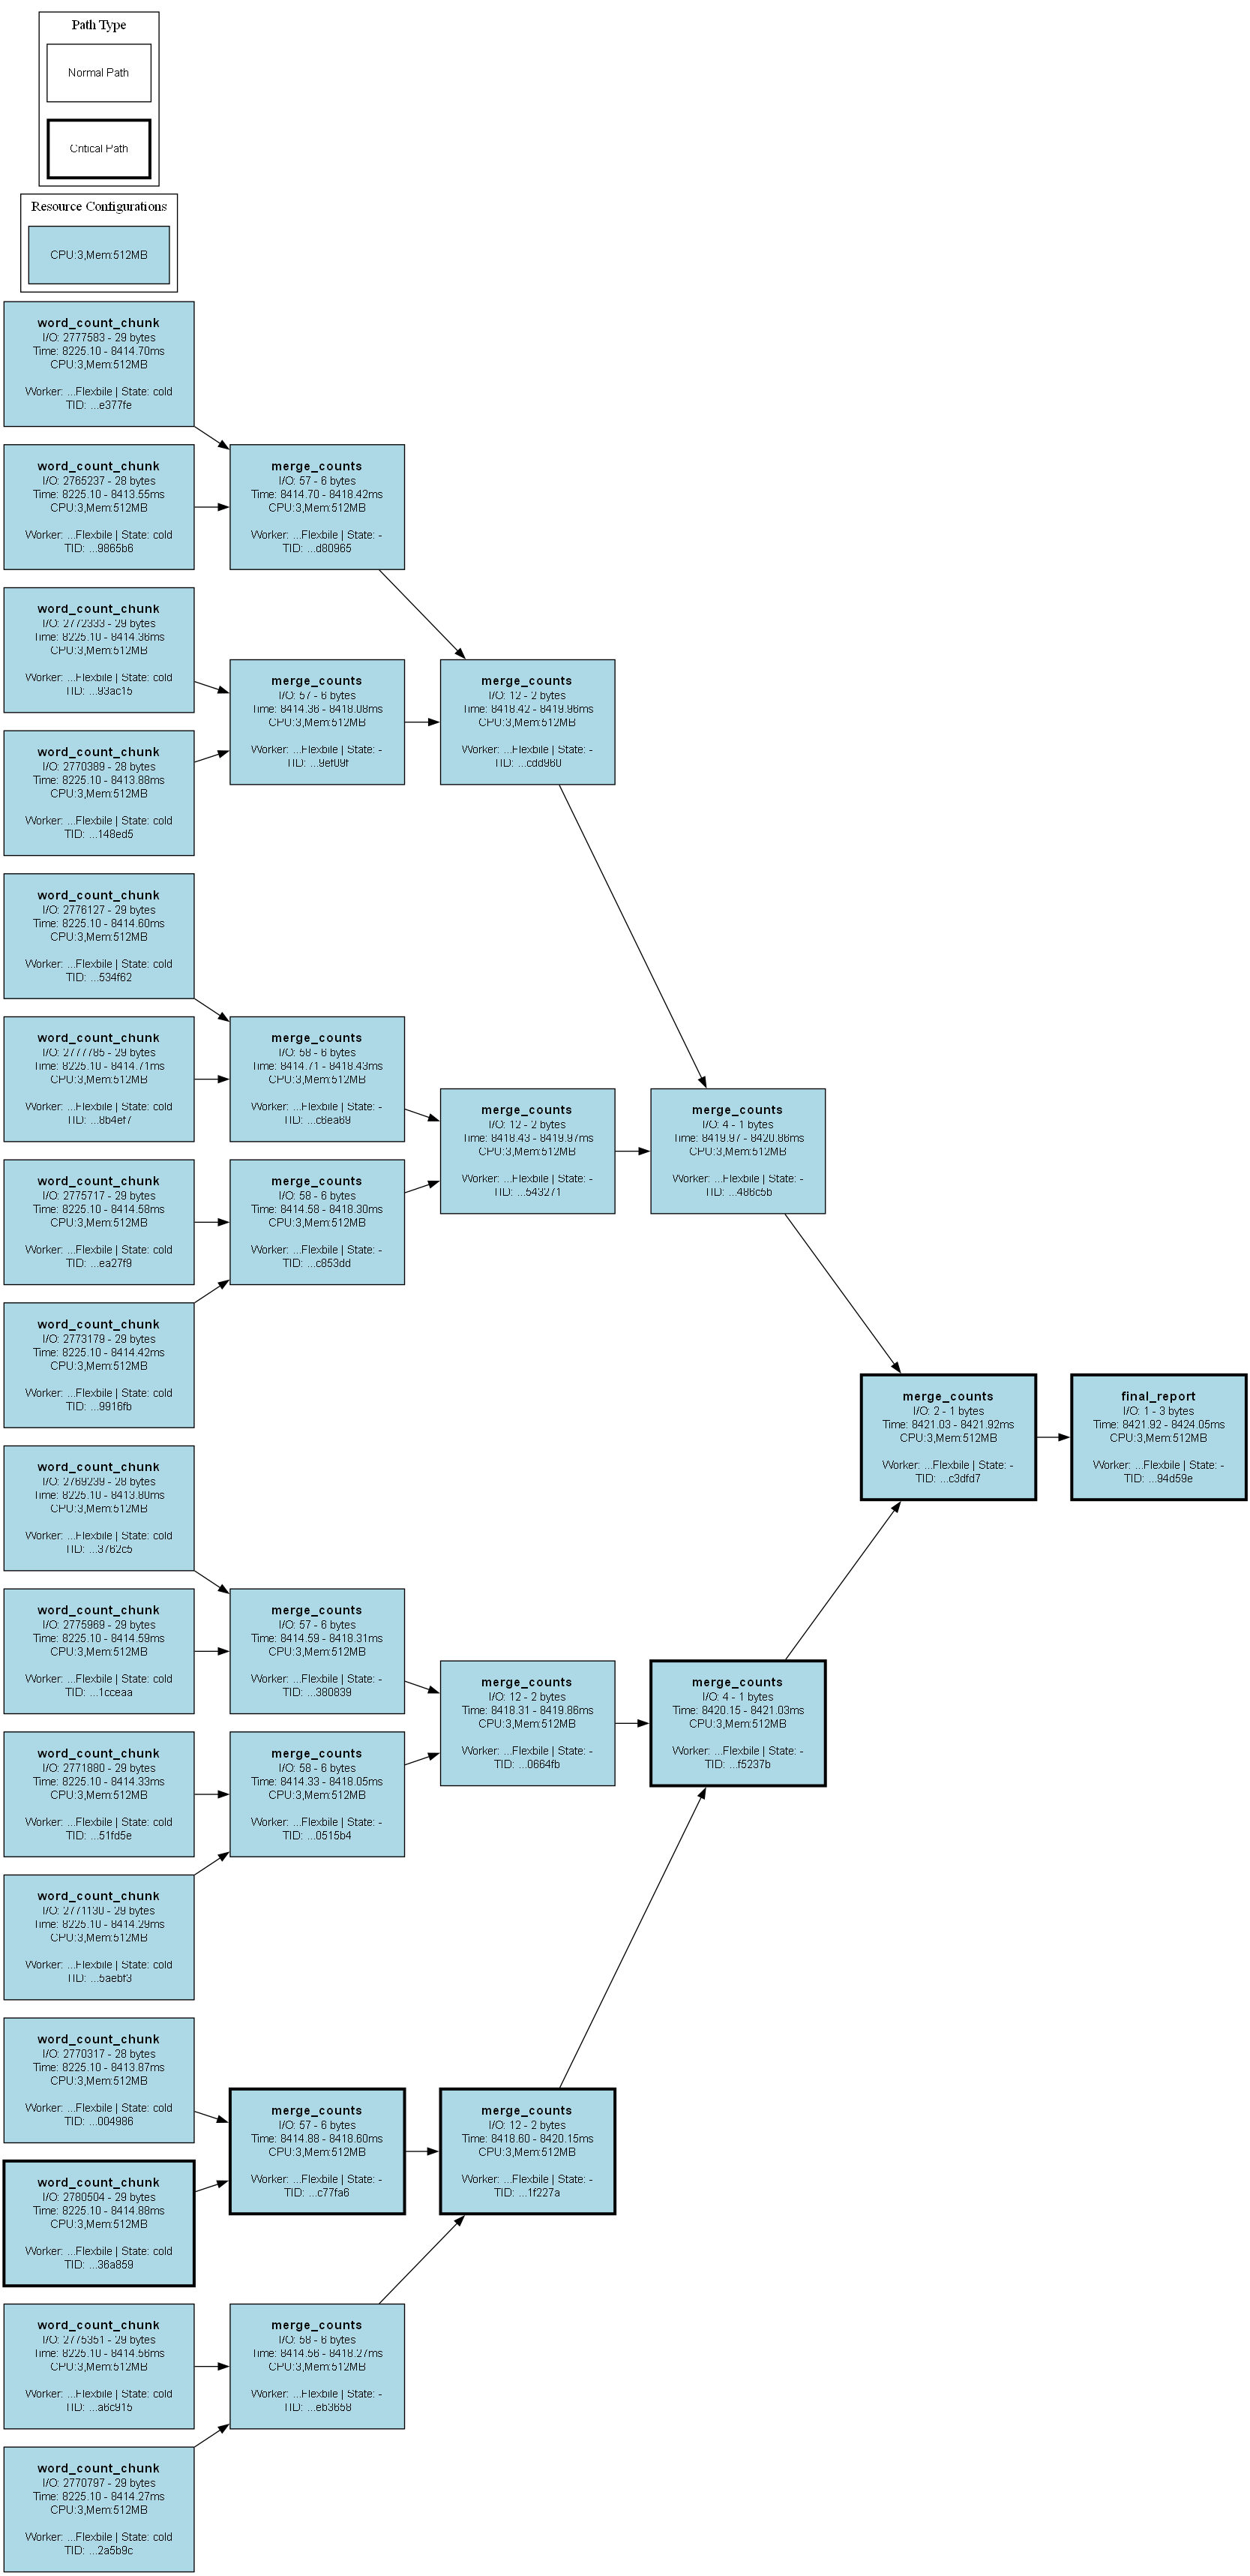 Path Type
Normal Path
Critical Path
Resource Configurations
CPU:3,Mem:512MB
word_count_chunk
I/O: 2777583 - 29 bytes
Time: 8225.10 - 8414.70ms
CPU:3,Mem:512MB
Worker: ...Flexbile | State: cold
TID: ...e377fe
word_count_chunk
I/O: 2765237 - 28 bytes
Time: 8225.10 - 8413.55ms
CPU:3,Mem:512MB
Worker: ...Flexbile | State: cold
TID: ...9865b6
merge_counts
I/O: 57 - 6 bytes
Time: 8414.70 - 8418.42ms
CPU:3,Mem:512MB
Worker: ...Flexbile | State: -
TID: ...d80965
word_count_chunk
I/O: 2772333 - 29 bytes
Time: 8225.10 - 8414.36ms
CPU:3,Mem:512MB
Worker: ...Flexbile | State: cold
TID: ...93ac15
merge_counts
I/O: 57 - 6 bytes
Time: 8414.36 - 8418.08ms
CPU:3,Mem:512MB
Worker: ...Flexbile | State: -
TID: ...9ef09f
merge_counts
I/O: 12 - 2 bytes
Time: 8418.42 - 8419.96ms
CPU:3,Mem:512MB
Worker: ...Flexbile | State: -
TID: ...cdd960
word_count_chunk
I/O: 2770389 - 28 bytes
Time: 8225.10 - 8413.88ms
CPU:3,Mem:512MB
Worker: ...Flexbile | State: cold
TID: ...148ed5
word_count_chunk
I/O: 2776127 - 29 bytes
Time: 8225.10 - 8414.60ms
CPU:3,Mem:512MB
Worker: ...Flexbile | State: cold
TID: ...534f62
word_count_chunk
I/O: 2777785 - 29 bytes
Time: 8225.10 - 8414.71ms
CPU:3,Mem:512MB
Worker: ...Flexbile | State: cold
TID: ...8b4ef7
merge_counts
I/O: 58 - 6 bytes
Time: 8414.71 - 8418.43ms
CPU:3,Mem:512MB
Worker: ...Flexbile | State: -
TID: ...c6ea69
merge_counts
I/O: 12 - 2 bytes
Time: 8418.43 - 8419.97ms
CPU:3,Mem:512MB
Worker: ...Flexbile | State: -
TID: ...543271
merge_counts
I/O: 4 - 1 bytes
Time: 8419.97 - 8420.86ms
CPU:3,Mem:512MB
Worker: ...Flexbile | State: -
TID: ...486c5b
word_count_chunk
I/O: 2775717 - 29 bytes
Time: 8225.10 - 8414.58ms
CPU:3,Mem:512MB
Worker: ...Flexbile | State: cold
TID: ...ea27f9
merge_counts
I/O: 58 - 6 bytes
Time: 8414.58 - 8418.30ms
CPU:3,Mem:512MB
Worker: ...Flexbile | State: -
TID: ...c853dd
word_count_chunk
I/O: 2773179 - 29 bytes
Time: 8225.10 - 8414.42ms
CPU:3,Mem:512MB
Worker: ...Flexbile | State: cold
TID: ...9916fb
merge_counts
I/O: 2 - 1 bytes
Time: 8421.03 - 8421.92ms
CPU:3,Mem:512MB
Worker: ...Flexbile | State: -
TID: ...c3dfd7
final_report
I/O: 1 - 3 bytes
Time: 8421.92 - 8424.05ms
CPU:3,Mem:512MB
Worker: ...Flexbile | State: -
TID: ...94d59e
word_count_chunk
I/O: 2769239 - 28 bytes
Time: 8225.10 - 8413.80ms
CPU:3,Mem:512MB
Worker: ...Flexbile | State: cold
TID: ...3762c5
word_count_chunk
I/O: 2775969 - 29 bytes
Time: 8225.10 - 8414.59ms
CPU:3,Mem:512MB
Worker: ...Flexbile | State: cold
TID: ...1cceaa
merge_counts
I/O: 57 - 6 bytes
Time: 8414.59 - 8418.31ms
CPU:3,Mem:512MB
Worker: ...Flexbile | State: -
TID: ...380839
merge_counts
I/O: 12 - 2 bytes
Time: 8418.31 - 8419.86ms
CPU:3,Mem:512MB
Worker: ...Flexbile | State: -
TID: ...0664fb
merge_counts
I/O: 4 - 1 bytes
Time: 8420.15 - 8421.03ms
CPU:3,Mem:512MB
Worker: ...Flexbile | State: -
TID: ...f5237b
word_count_chunk
I/O: 2771880 - 29 bytes
Time: 8225.10 - 8414.33ms
CPU:3,Mem:512MB
Worker: ...Flexbile | State: cold
TID: ...51fd5e
merge_counts
I/O: 58 - 6 bytes
Time: 8414.33 - 8418.05ms
CPU:3,Mem:512MB
Worker: ...Flexbile | State: -
TID: ...0515b4
word_count_chunk
I/O: 2771130 - 29 bytes
Time: 8225.10 - 8414.29ms
CPU:3,Mem:512MB
Worker: ...Flexbile | State: cold
TID: ...5aebf3
word_count_chunk
I/O: 2770317 - 28 bytes
Time: 8225.10 - 8413.87ms
CPU:3,Mem:512MB
Worker: ...Flexbile | State: cold
TID: ...004986
merge_counts
I/O: 57 - 6 bytes
Time: 8414.88 - 8418.60ms
CPU:3,Mem:512MB
Worker: ...Flexbile | State: -
TID: ...c77fa6
merge_counts
I/O: 12 - 2 bytes
Time: 8418.60 - 8420.15ms
CPU:3,Mem:512MB
Worker: ...Flexbile | State: -
TID: ...1f227a
word_count_chunk
I/O: 2780504 - 29 bytes
Time: 8225.10 - 8414.88ms
CPU:3,Mem:512MB
Worker: ...Flexbile | State: cold
TID: ...36a859
word_count_chunk
I/O: 2775351 - 29 bytes
Time: 8225.10 - 8414.56ms
CPU:3,Mem:512MB
Worker: ...Flexbile | State: cold
TID: ...a6c915
merge_counts
I/O: 58 - 6 bytes
Time: 8414.56 - 8418.27ms
CPU:3,Mem:512MB
Worker: ...Flexbile | State: -
TID: ...eb3658
word_count_chunk
I/O: 2770797 - 29 bytes
Time: 8225.10 - 8414.27ms
CPU:3,Mem:512MB
Worker: ...Flexbile | State: cold
TID: ...2a5b9c